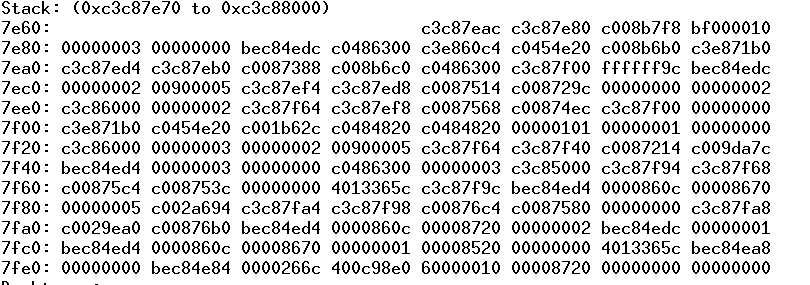 Stack: (0xc3c87e70 to 0xc3c88000)
7e60:                                     c3c87eac c3c87e80 c008b7f8 bf000010
7e80: 00000003 00000000 bec84edc c0486300 c3e860c4 c0454e20 c008b6b0 c3e871b0
7ea0: c3c87ed4 c3c87eb0 c0087388 c008b6c0 c0486300 c3c87f00 ffffff9c bec84edc
7ec0: 00000002 00900005 c3c87ef4 c3c87ed8 c0087514 c008729c 00000000 00000002
7ee0: c3c86000 00000002 c3c87f64 c3c87ef8 c0087568 c00874ec c3c87f00 00000000
7f00: c3e871b0 c0454e20 c001b62c c0484820 c0484820 00000101 00000001 00000000
7f20: c3c86000 00000003 00000002 00900005 c3c87f64 c3c87f40 c0087214 c009da7c
7f40: bec84ed4 00000003 00000000 c0486300 00000003 c3c85000 c3c87f94 c3c87f68
7f60: c00875c4 c008753c 00000000 4013365c c3c87f9c bec84ed4 0000860c 00008670
7f80: 00000005 c002a694 c3c87fa4 c3c87f98 c00876c4 c0087580 00000000 c3c87fa8
7fa0: c0029ea0 c00876b0 bec84ed4 0000860c 00008720 00000002 bec84edc 00000001
7fc0: bec84ed4 0000860c 00008670 00000001 00008520 00000000 4013365c bec84ea8
7fe0: 00000000 bec84e84 0000266c 400c98e0 60000010 00008720 00000000 00000000